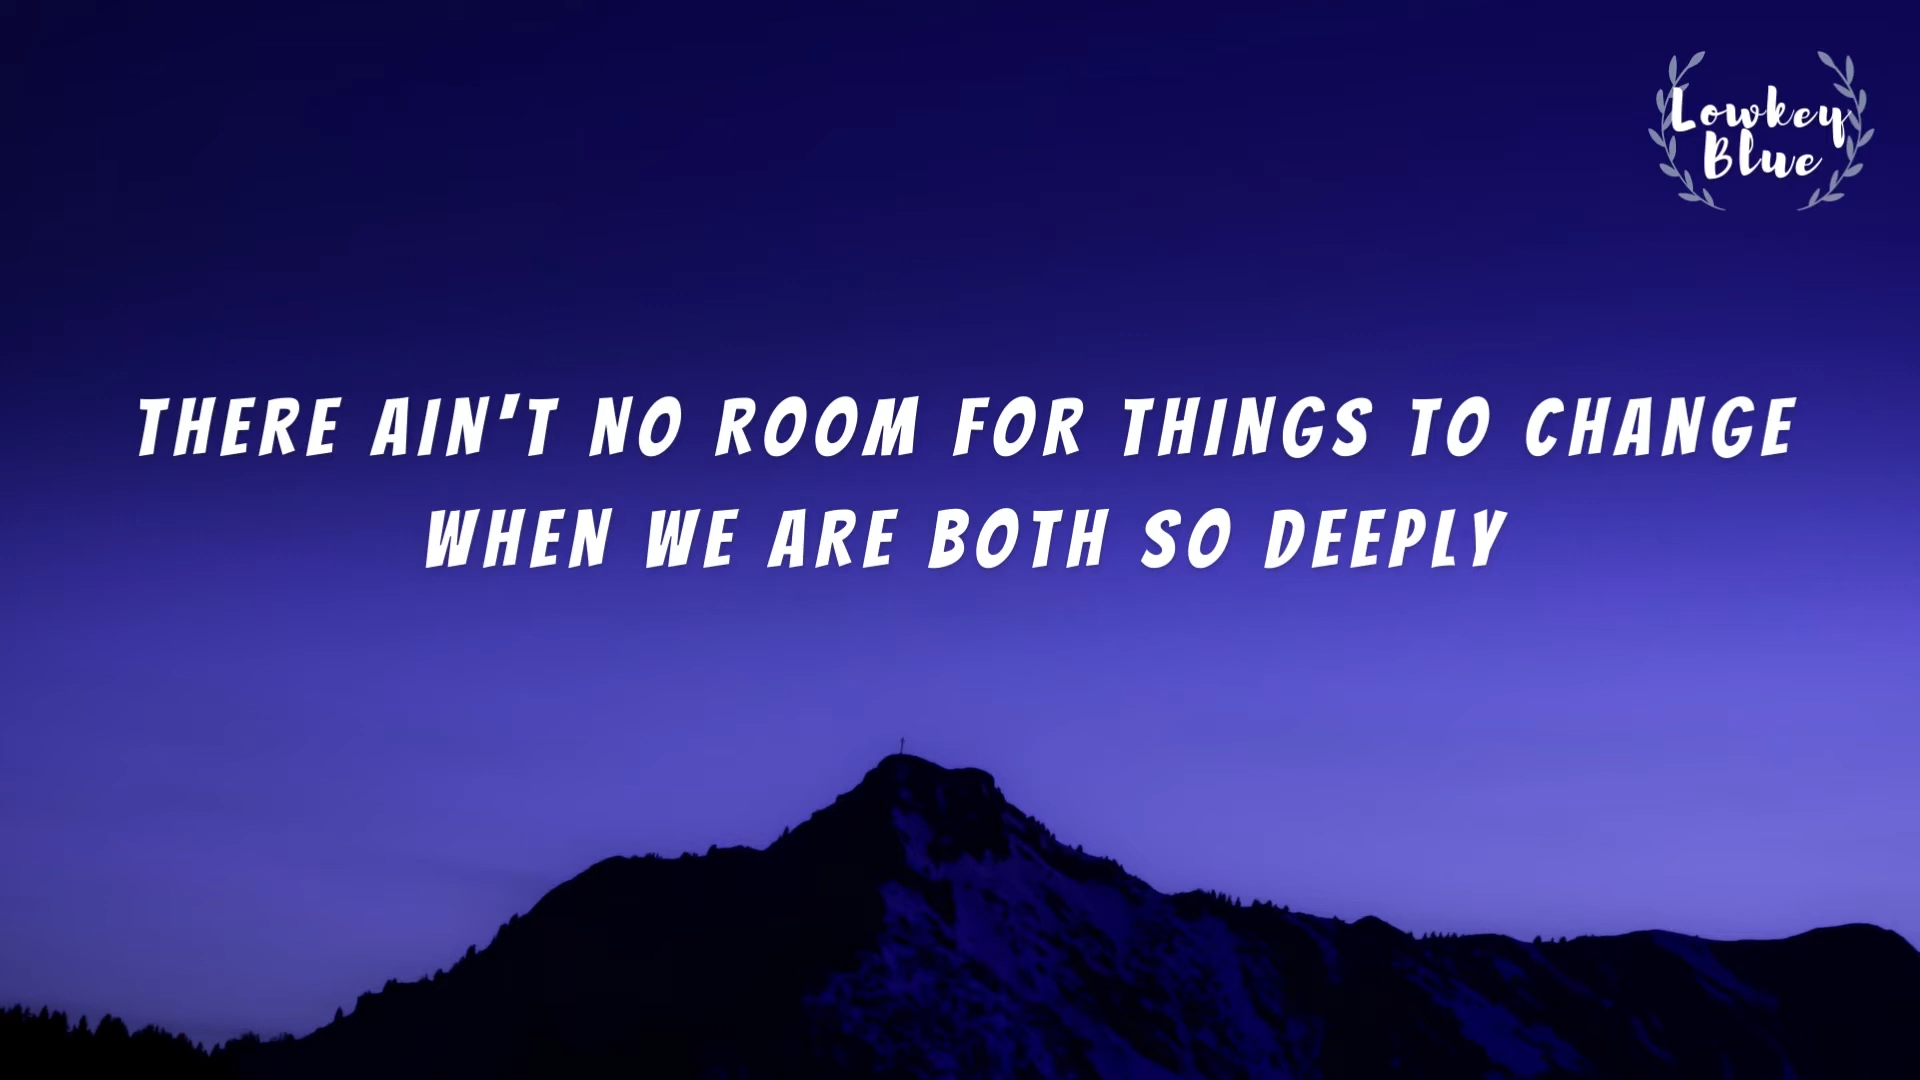 Lowkey
Blue
THERE AIN'T NO ROOM FOR THINGS TO CHANGE
WHEN WE ARE BOTH SO DEEPLY